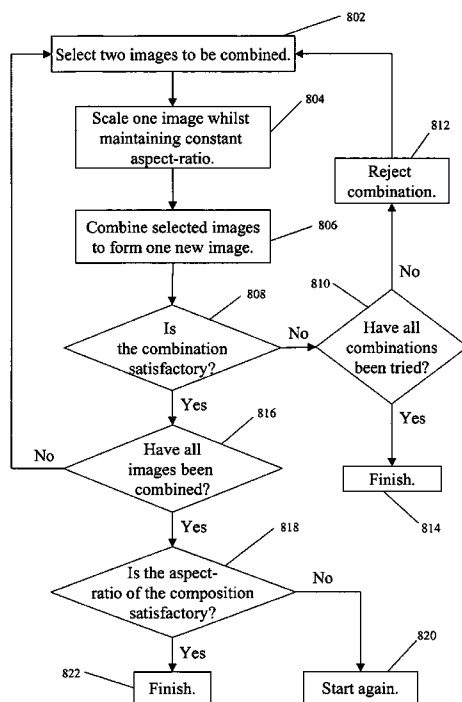 802
Select two images to be combined.
804
Scale one image whilst
maintaining constant
aspect-ratio.
812
Reject
combination.
806
Combine selected images
to form one new image.
No
808
810
Is
the combination
satisfactory?
No
Have all
combinations
been tried?
Yes
816
Yes
No
Have all
images been
combined?
Finish.
814
Yes
818
Is the aspect-
ratio of the composition
satisfactory?
No
Yes
820
822
Finish.
Start again.